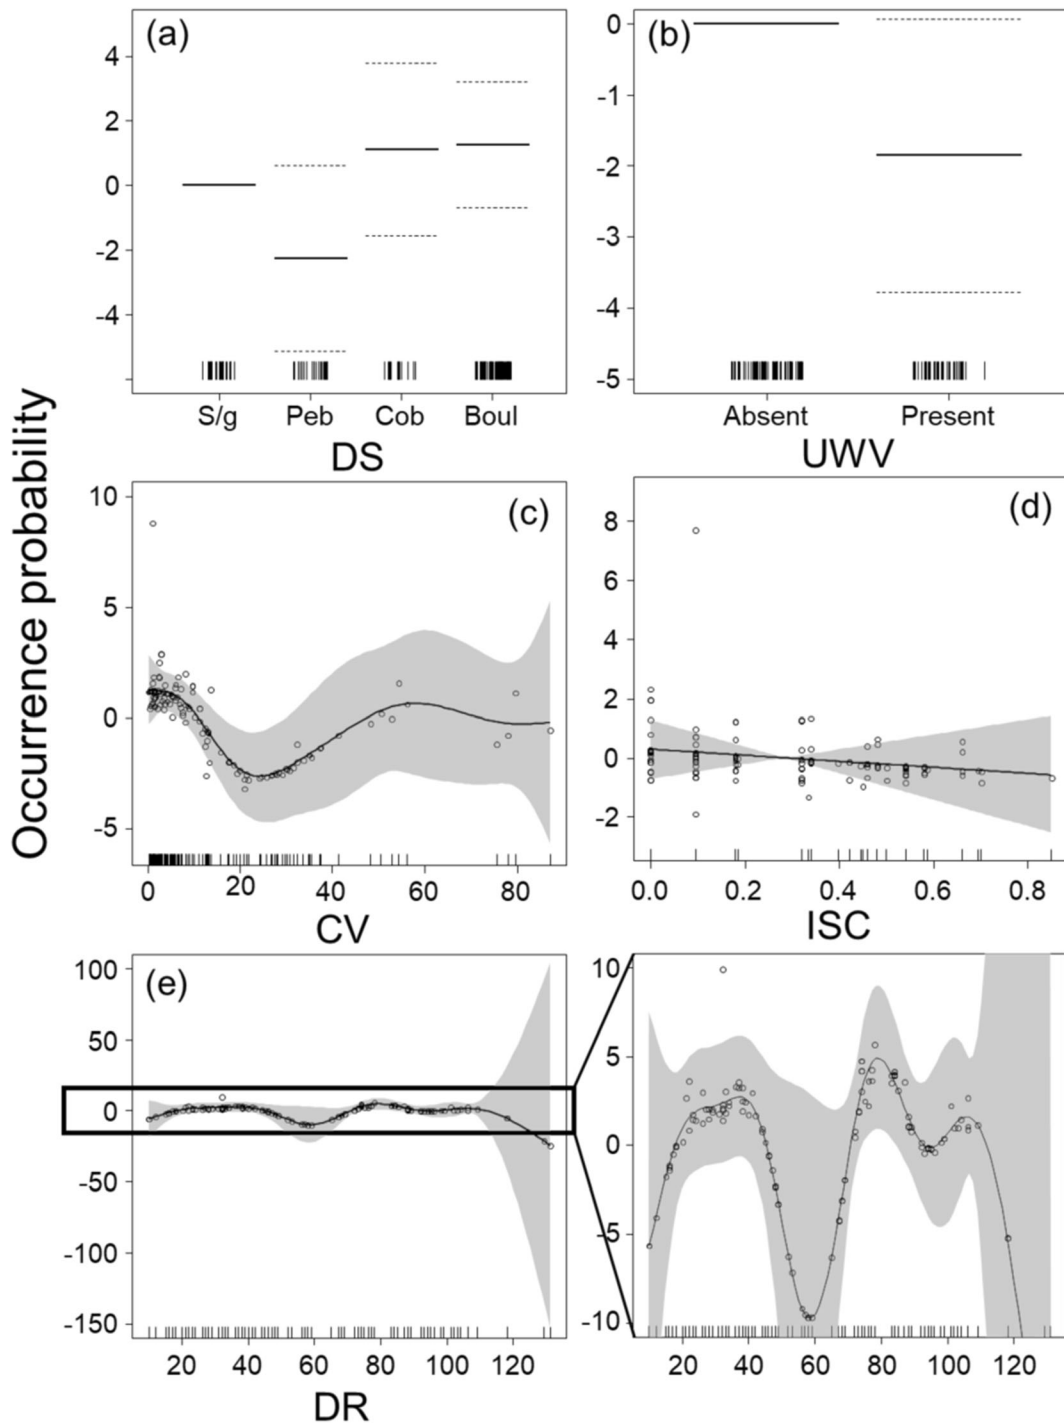 Occurrence probability
(a)
4
2
0
-2
-4
S/g Peb Cob Boul
DS
(b)
0
-1
-2
-3
-4
-5
Absent Present
UWV
(c)
10
5
0
-5
0 20 40 60 80
CV
(d)
8
6
4
2
0
-2
0.0 0.2 0.4 0.6 0.8
ISC
(e)
100
50
0
-50
-100
-150
20 40 60 80 100 120
DR
10
5
0
-5
-10
20 40 60 80 100 120